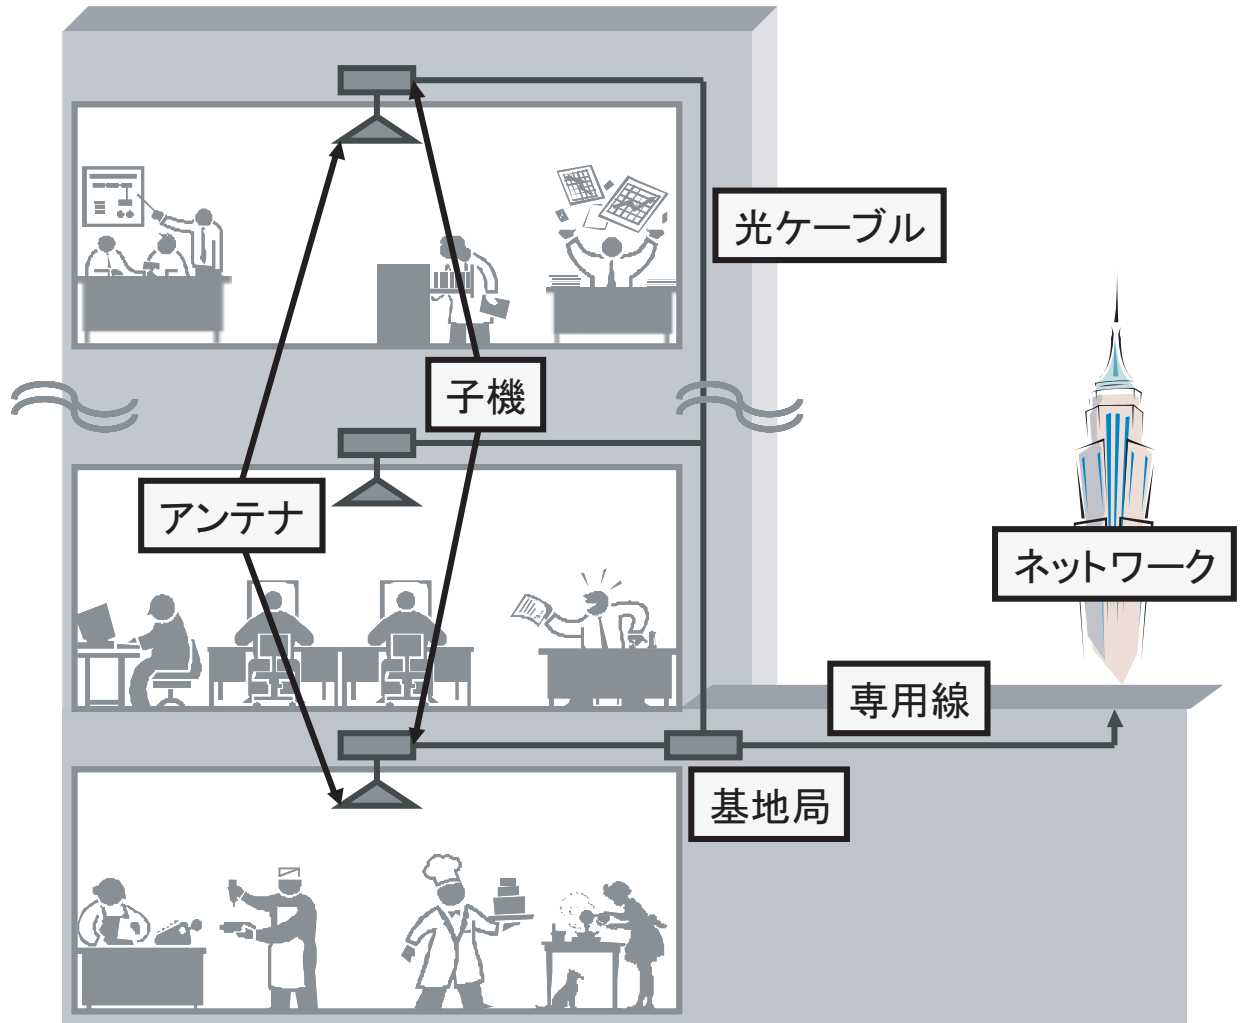 光ケーブル
子機
アンテナ
ネットワーク
専用線
基地局